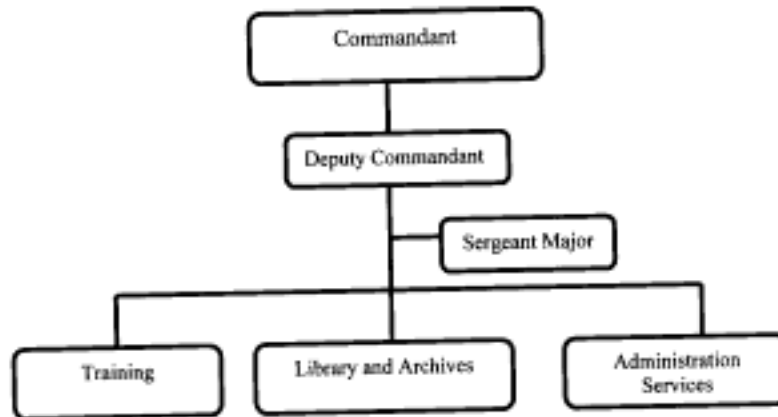 Commandant
Deputy Commandant
Sergeant Major
Training
Library and Archives
Administration
Services